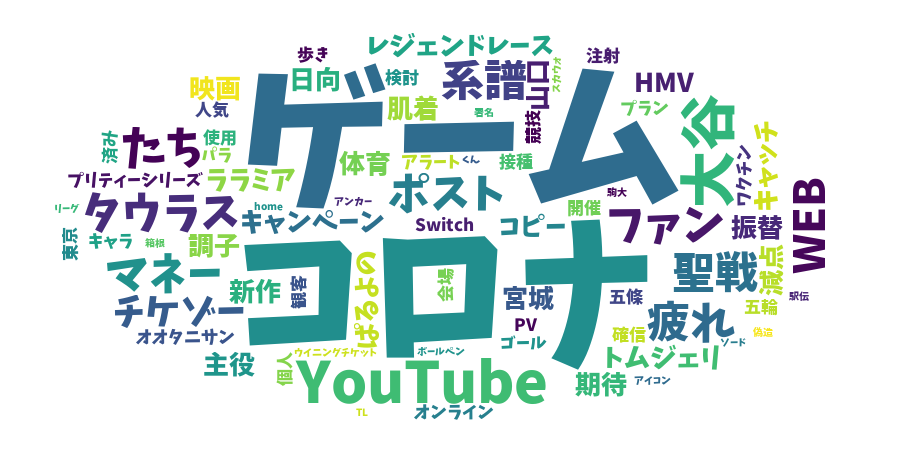 レジェンドレース
歩き
注射
スカウォ
映画
日向
検討
系譜
山口
HMV
人気
肌着
署名
競技
プラン
ゲーム
大谷
済み
たち
使用
パラ
体育
アラート
くん
接種
ワクチン
キャッチ
プリティーシリーズ
ララミア
ポスト
駒大
リーグ
タウラス
home
アンカー
キャンペーン
Switch
コピー
開催
ファン
振替
WEB
東京
キャラ
箱根
調子
コロナ
マネー
新作
観客
ぱるよの
会場
宮城
五條
聖戦
減点
駅伝
チケゾー
PV
疲れ
五輪
オオタニサン
ゴール
確信
ソード
偽造
主役
個人
ウイニングチケット
ボールペン
トムジェリ
YouTube
期待
アイコン
TL
オンライン